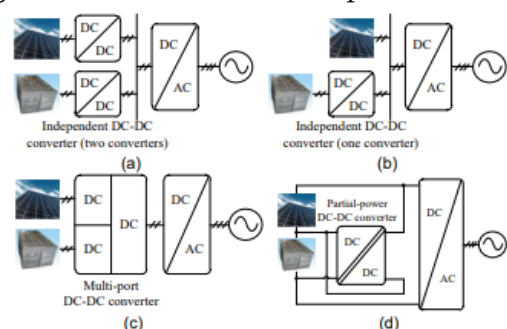 DC
DC
DC
DC
DC
AC
Independent DC-DC
converter (two converters)
(a)
DC
DC
DC
AC
Independent DC-DC
converter (one converter)
(b)
DC
DC
DC
DC
AC
Multi-port
DC-DC converter
(c)
Partial-power
DC-DC converter
DC
DC
DC
AC
(d)